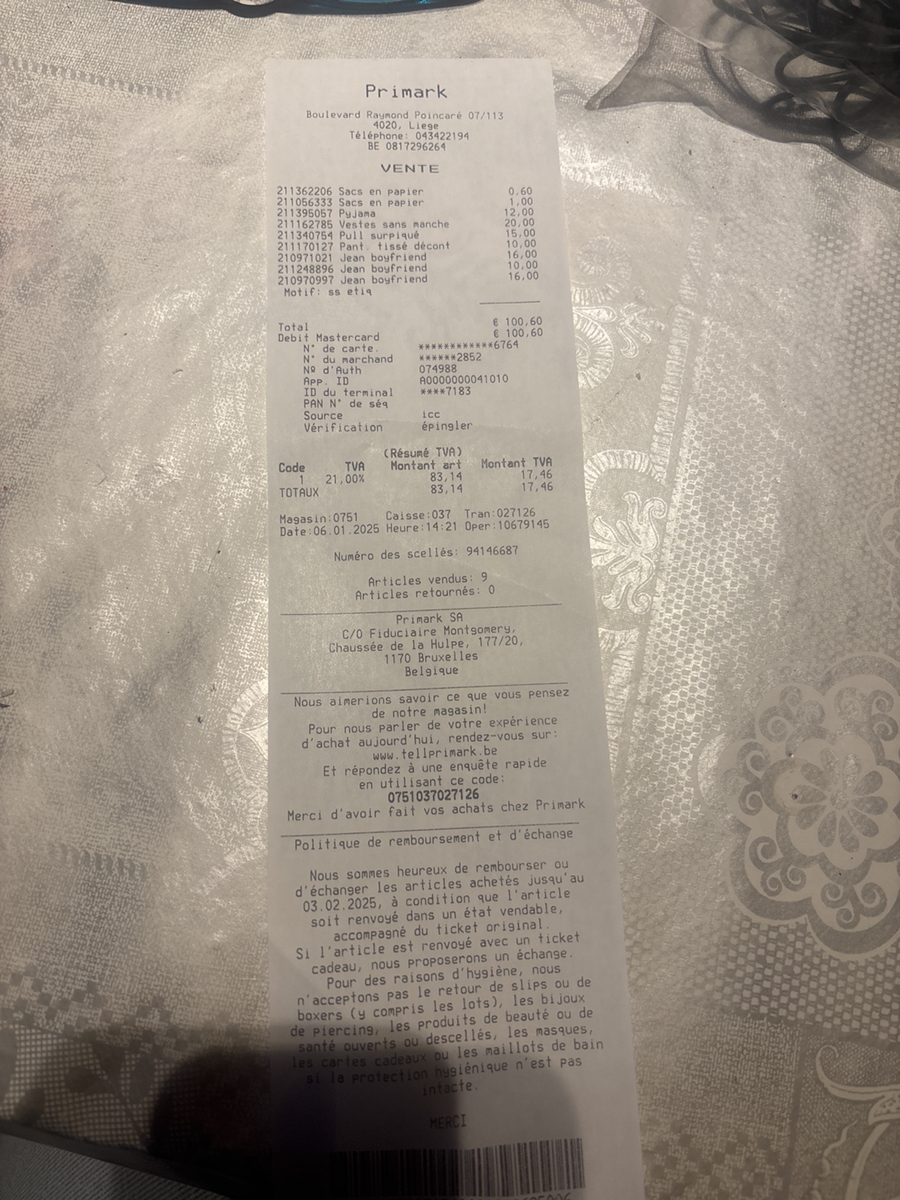 Primark
Boulevard Raymond Poincaré 07/113
4020, Liege
Téléphone: 043422194
BE 0817296264
VENTE
211362206 Sacs en papier 0,60
211056333 Sacs en papier 1,00
211395057 Pyjama 12,00
211162785 Vestes sans manche 20,00
211340754 Pull surpiqué 15,00
211170127 Pant. tissé décont 10,00
210971021 Jean boyfriend 16,00
211248896 Jean boyfriend 10,00
210970997 Jean boyfriend 16,00
Motif: ss etiq
Total € 100,60
Debit Mastercard € 100,60
N° de carte. ************6764
N° du marchand ******2852
Nº d'Auth 074988
App. ID A0000000041010
ID du terminal ****7183
PAN N° de séq
Source icc
Vérification épingler
(Résumé TVA)
Code TVA Montant art Montant TVA
1 21,00% 83,14 17,46
TOTAUX 83,14 17,46
Magasin:0751 Caisse:037 Tran:027126
Date:06.01.2025 Heure:14:21 Oper:10679145
Numéro des scellés: 94146687
Articles vendus: 9
Articles retournés: 0
Primark SA
C/O Fiduciaire Montgomery,
Chaussée de la Hulpe, 177/20,
1170 Bruxelles
Belgique
Nous aimerions savoir ce que vous pensez
de notre magasin!
Pour nous parler de votre expérience
d'achat aujourd'hui, rendez-vous sur:
www.tellprimark.be
Et répondez à une enquête rapide
en utilisant ce code:
0751037027126
Merci d'avoir fait vos achats chez Primark
Politique de remboursement et d'échange
Nous sommes heureux de rembourser ou
d'échanger les articles achetés jusqu'au
03.02.2025, à condition que l'article
soit renvoyé dans un état vendable,
accompagné du ticket original.
Si l'article est renvoyé avec un ticket
cadeau, nous proposerons un échange.
Pour des raisons d'hygiène, nous
n'acceptons pas le retour de slips ou de
boxers (y compris les lots), les bijoux
de piercing, les produits de beauté ou de
santé ouverts ou descellés, les masques,
les cartes cadeaux ou les maillots de bain
si la protection hygiénique n'est pas
intacte.
MERCI